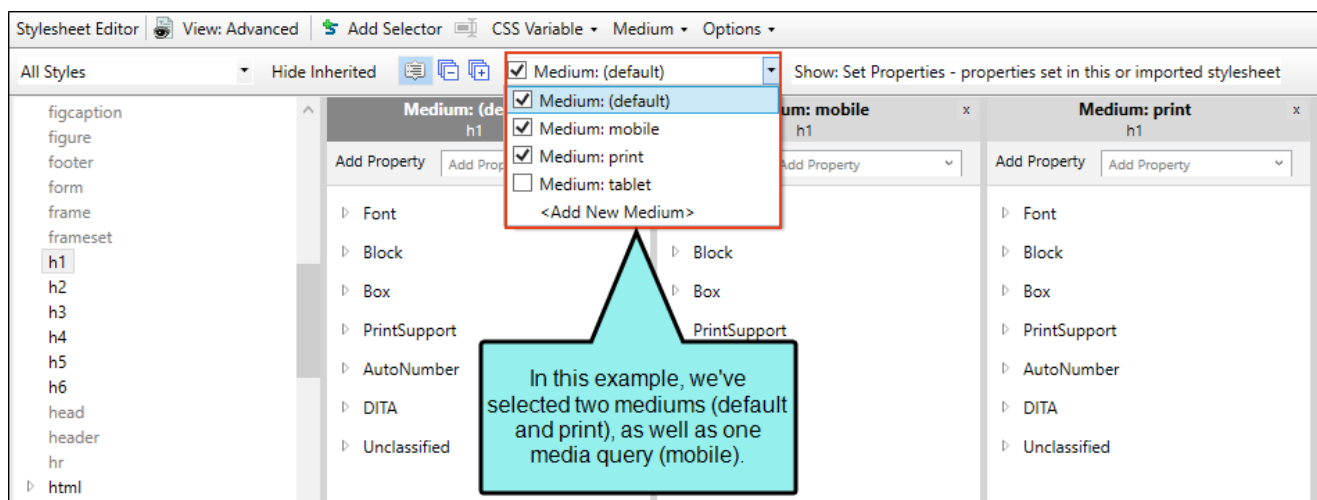 Stylesheet Editor View: Advanced Add Selector CSS Variable Medium Options
All Styles Hide Inherited Medium: (default) Show: Set Properties - properties set in this or imported stylesheet
figcaption
figure
footer
form
frame
frameset
h1
h2
h3
h4
h5
h6
head
header
hr
html
Medium: (de
h1
Add Property Add Prop
Font
Block
Box
PrintSupport
AutoNumber
DITA
Unclassified
Medium: (default)
Medium: mobile
Medium: print
Medium: tablet
<Add New Medium>
um: mobile x
h1
Add Property
Block
Box
PrintSupport
In this example, we've
selected two mediums (default
and print), as well as one
media query (mobile).
Medium: print x
h1
Add Property Add Property
Font
Block
Box
PrintSupport
AutoNumber
DITA
Unclassified